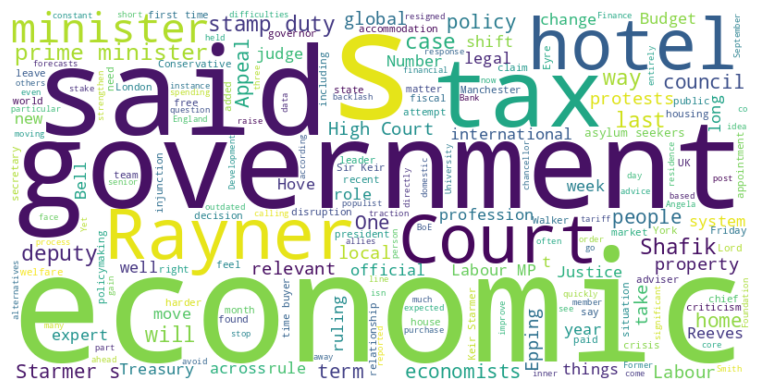 constant short first time difficulties resigned governor accommodation Finance September
minister stamp duty global policy change Budget
forecasts held Conservative response
prime minister case shift hotel
leave others even London for instance backlash
said S tax
Appeal judge Number legal way council
world stake need
new strengthen spending question free England added three data
including state matter fiscal Manchester Bank now claim Eyre entirely
particular raise attempt
protests last long public co
High Court international asylum seekers housing idea
government
moving secretary Bell injunction team senior
Development according Hove leader recent populist role
Sir Keir directly domestic University chancellor week UK appointment
people residence post
day advice based Angela
Rayner One Court
decision outdated disruption calling profession Walker tariff
face Yet traction president allies person BoE often order market go York Friday system Lord
deputy well relevant local official Labour MP Justice Shafik property
process welfare gain right feel line isn t adviser
alternatives policymaking harder
economic
move month found stop relationship
many expert will situation take home
year paid Reeves
ruling Epping say chief criticism
time buyer member see
much expected house purchase quickly improve
part ahead avoid away reported inner crisis significant core Foundation
Starmer s Treasury across rule term economists Keir Starmer things Former come Labour Smith